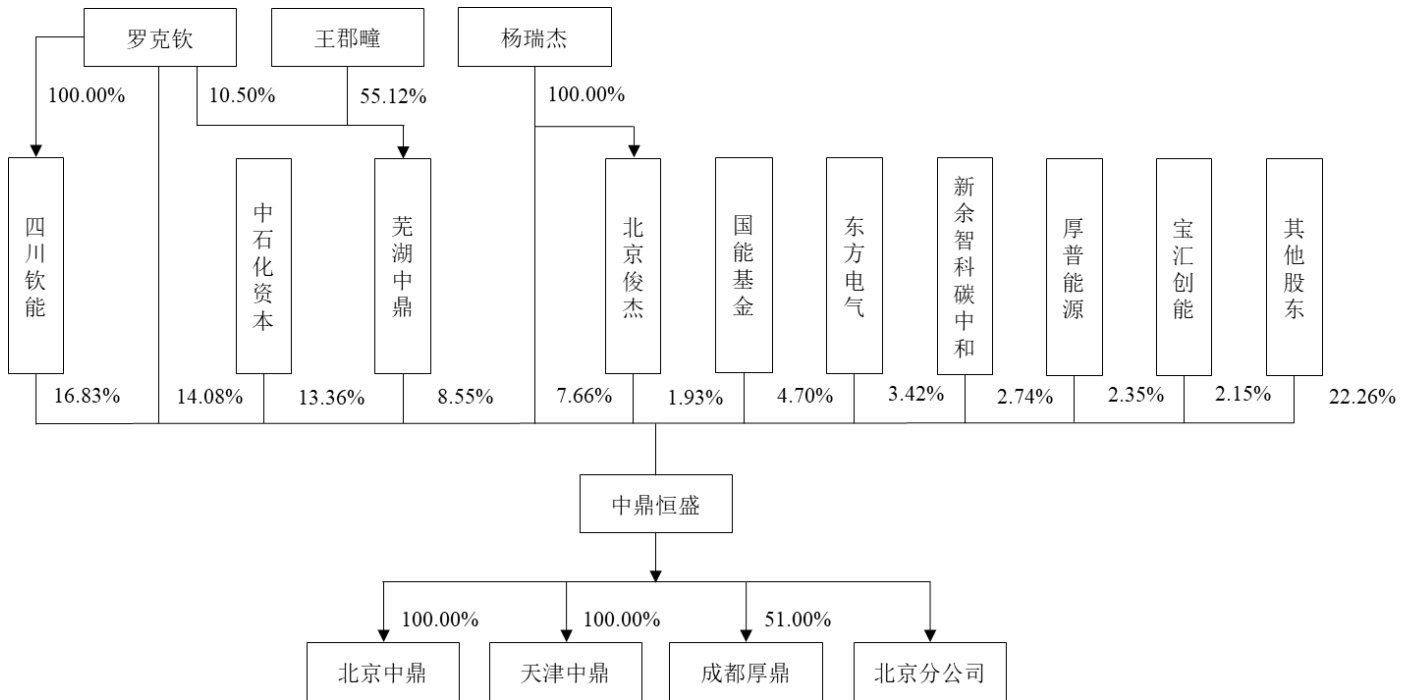 罗克钦
王郡疃
杨瑞杰
100.00%
10.50%
55.12%
100.00%
四川钦能
中石化资本
芜湖中鼎
北京俊杰
国能基金
东方电气
新余智科碳中和
厚普能源
宝汇创能
其他股东
16.83%
14.08%
13.36%
8.55%
7.66%
1.93%
4.70%
3.42%
2.74%
2.35%
2.15%
22.26%
中鼎恒盛
100.00%
100.00%
51.00%
北京中鼎
天津中鼎
成都厚鼎
北京分公司